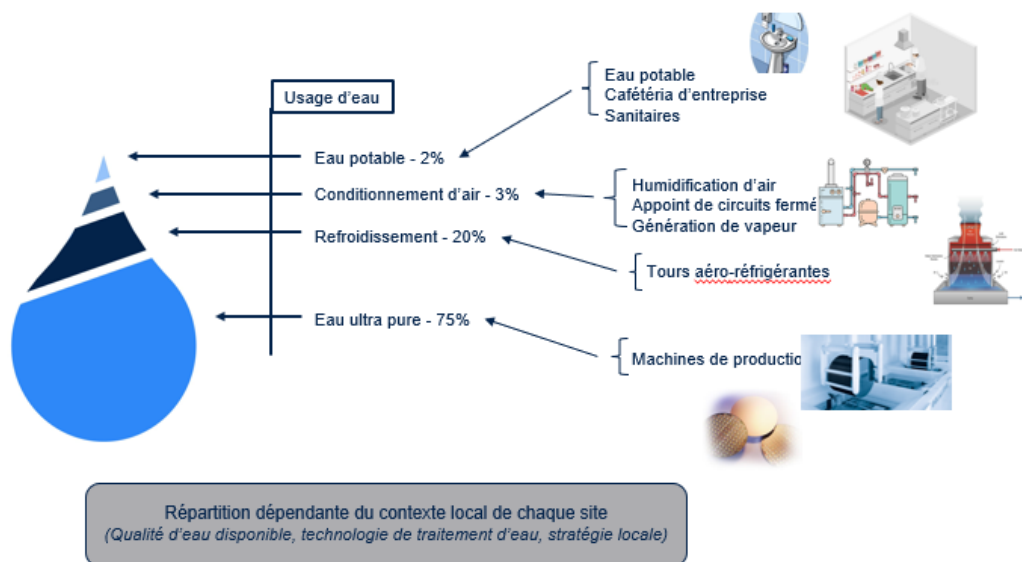 Usage d'eau
Eau potable
Cafétéria d'entreprise
Sanitaires
Eau potable - 2%
Conditionnement d'air - 3%
Humidification d'air
Appoint de circuits fermé
Génération de vapeur
Refroidissement - 20%
Tours aéro-réfrigérantes
Eau ultra pure - 75%
Machines de productio
Répartition dépendante du contexte local de chaque site
(Qualité d'eau disponible, technologie de traitement d'eau, stratégie locale)